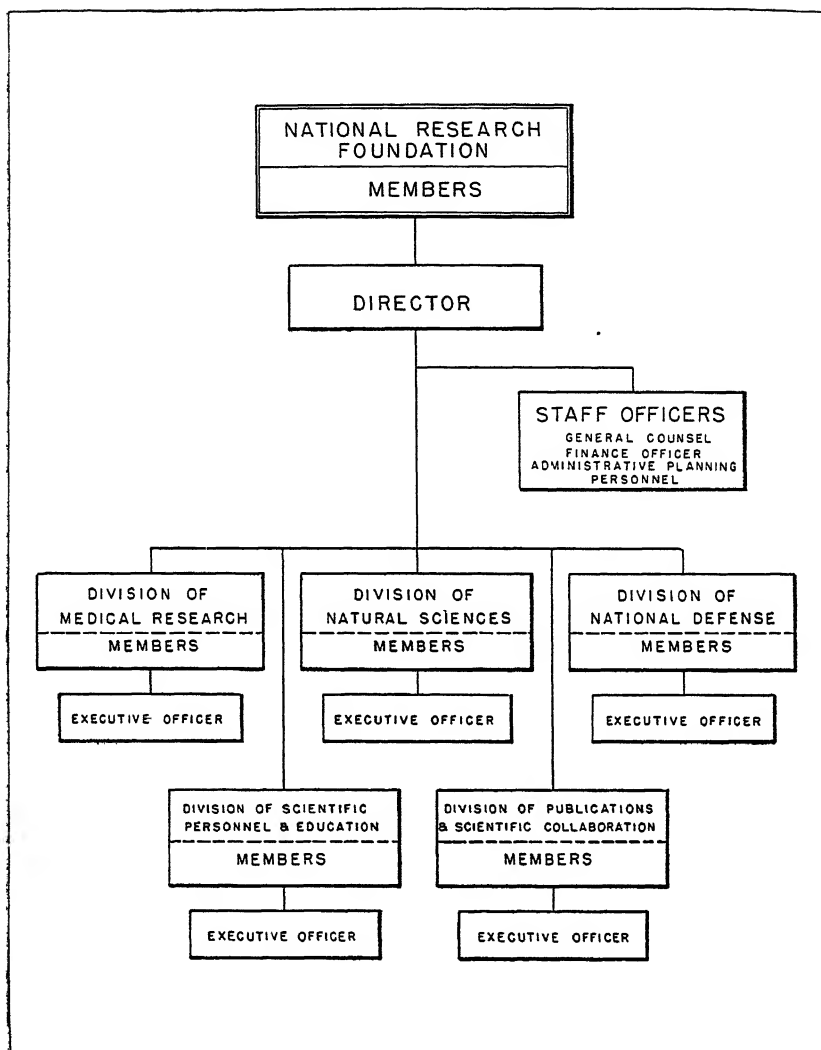 NATIONAL RESEARCH
FOUNDATION
MEMBERS
DIRECTOR
STAFF OFFICERS
GENERAL COUNSEL
FINANCE OFFICER
ADMINISTRATIVE PLANNING
PERSONNEL
DIVISION OF
MEDICAL RESEARCH
MEMBERS
EXECUTIVE OFFICER
DIVISION OF
NATURAL SCIENCES
MEMBERS
EXECUTIVE OFFICER
DIVISION OF
NATIONAL DEFENSE
MEMBERS
EXECUTIVE OFFICER
DIVISION OF SCIENTIFIC
PERSONNEL & EDUCATION
MEMBERS
EXECUTIVE OFFICER
DIVISION OF PUBLICATIONS
& SCIENTIFIC COLLABORATION
MEMBERS
EXECUTIVE OFFICER